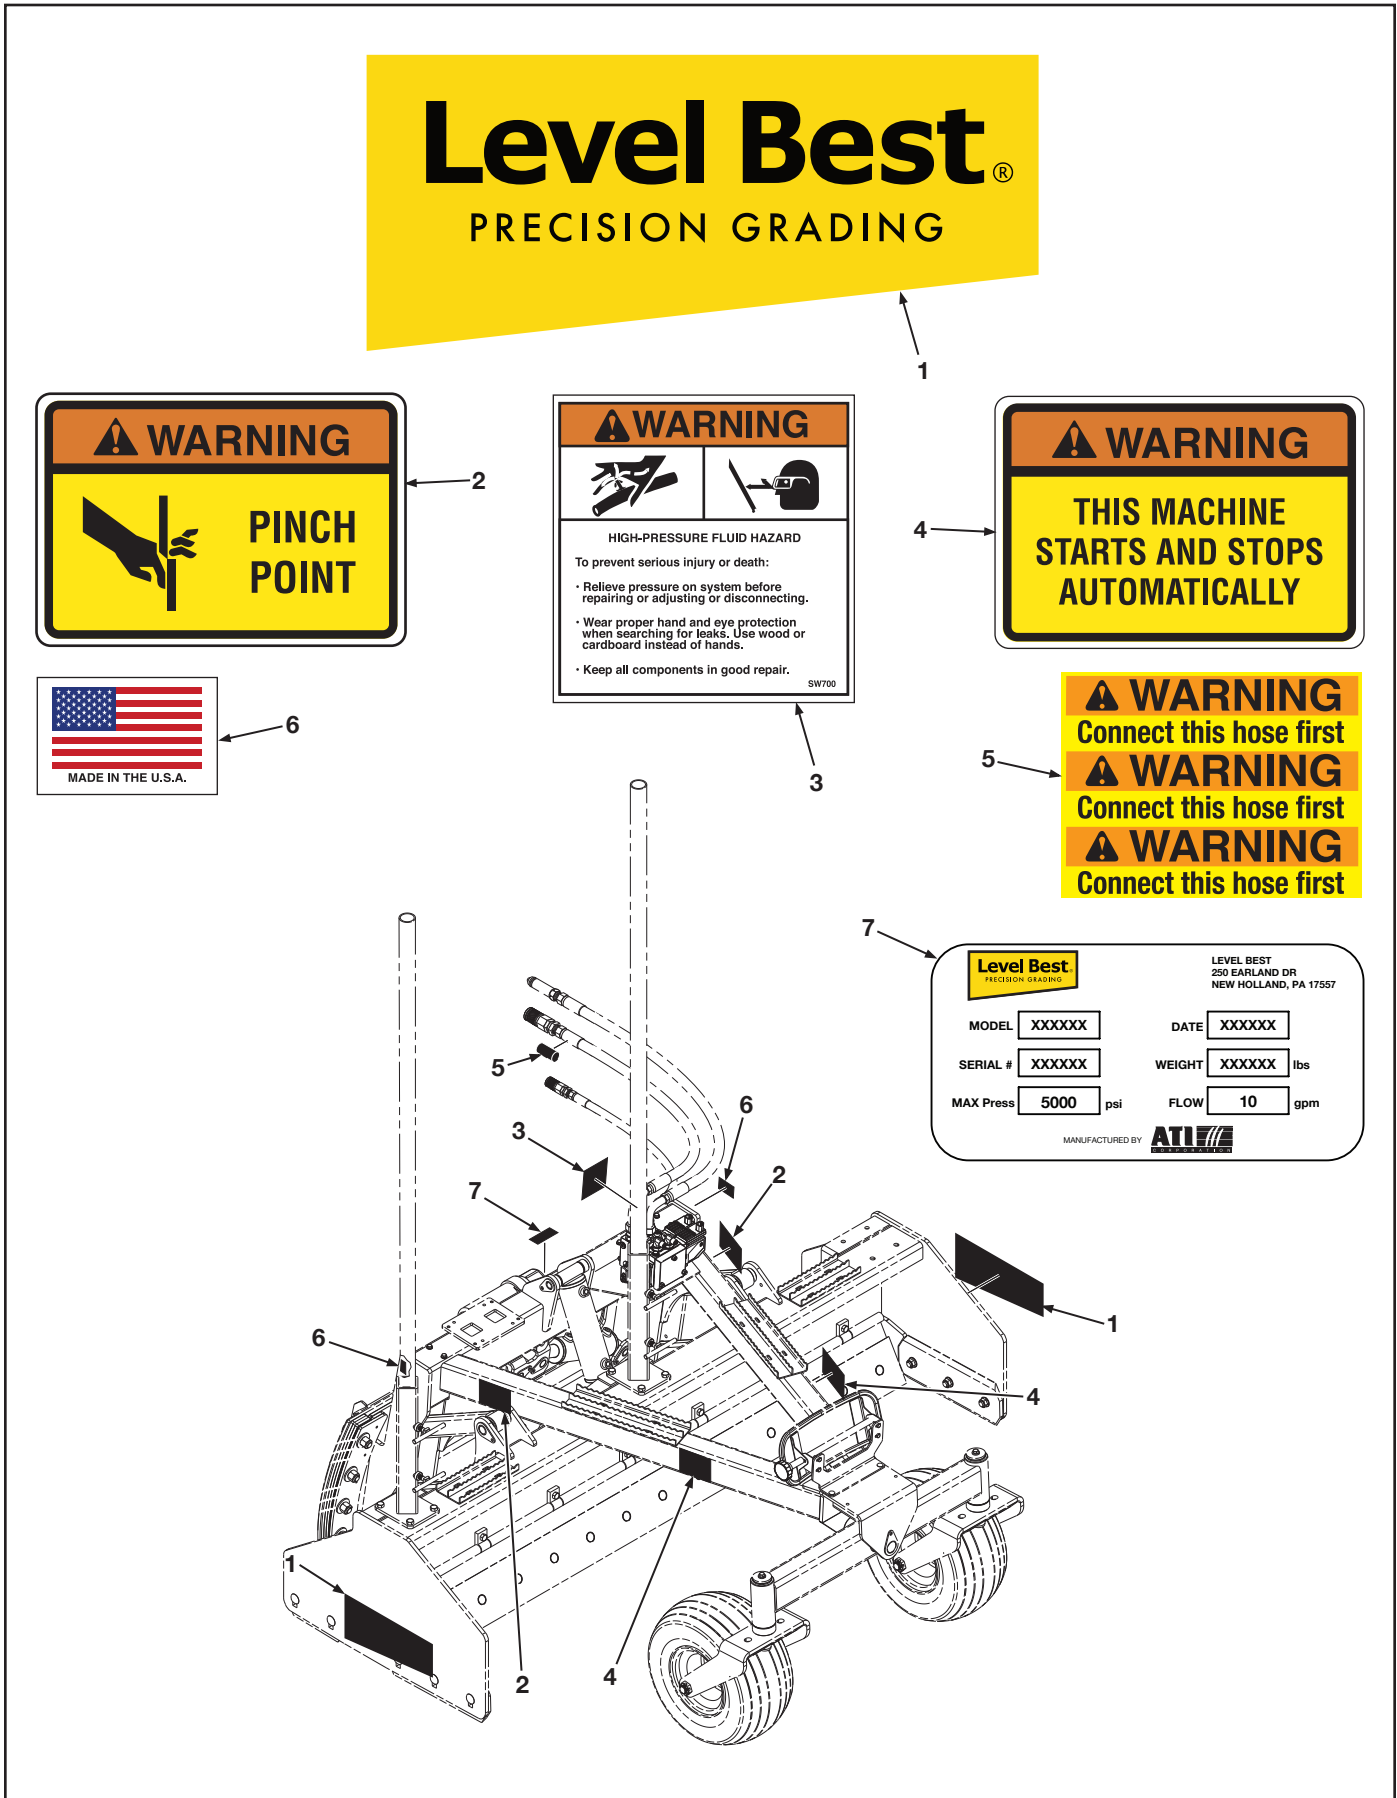 Level Best®
PRECISION GRADING
1
WARNING
PINCH
POINT
2
WARNING
HIGH-PRESSURE FLUID HAZARD
To prevent serious injury or death:
• Relieve pressure on system before
repairing or adjusting or disconnecting.
• Wear proper hand and eye protection
when searching for leaks. Use wood or
cardboard instead of hands.
• Keep all components in good repair.
SW700
3
WARNING
THIS MACHINE
STARTS AND STOPS
AUTOMATICALLY
4
MADE IN THE U.S.A.
6
WARNING
Connect this hose first
WARNING
Connect this hose first
WARNING
Connect this hose first
5
7
Level Best®
PRECISION GRADING
LEVEL BEST
250 EARLAND DR
NEW HOLLAND, PA 17557
MODEL XXXXXX DATE XXXXXX
SERIAL # XXXXXX WEIGHT XXXXXX lbs
MAX Press 5000 psi FLOW 10 gpm
MANUFACTURED BY ATI
CORPORATION
5
6
3
2
7
1
6
4
1
2
4